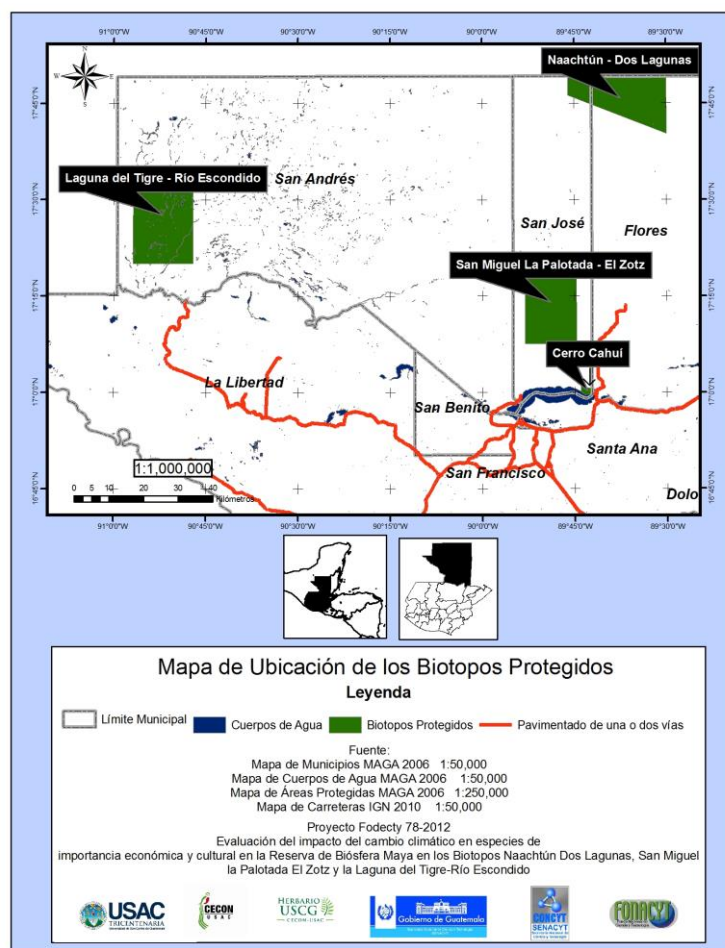 91°0'0"W 90°45'0"W 90°30'0"W 90°15'0"W 90°0'0"W 89°45'0"W 89°30'0"W
N
W E
S
17°45'0"N 17°45'0"N
17°30'0"N 17°30'0"N
17°15'0"N 17°15'0"N
17°0'0"N 17°0'0"N
16°45'0"N 16°45'0"N
Naachtún - Dos Lagunas
Laguna del Tigre - Río Escondido
San Andrés
San José
Flores
San Miguel La Palotada - El Zotz
Cerro Cahuí
La Libertad
San Benito
Santa Ana
San Francisco
Dolo
1:1,000,000
0 5 10 20 30 40
Kilómetros
91°0'0"W 90°45'0"W 90°30'0"W 90°15'0"W 90°0'0"W 89°45'0"W 89°30'0"W
Mapa de Ubicación de los Biotopos Protegidos
Leyenda
Límite Municipal Cuerpos de Agua Biotopos Protegidos Pavimentado de una o dos vías
Fuente:
Mapa de Municipios MAGA 2006 1:50,000
Mapa de Cuerpos de Agua MAGA 2006 1:50,000
Mapa de Áreas Protegidas MAGA 2006 1:250,000
Mapa de Carreteras IGN 2010 1:50,000
Proyecto Fodecty 78-2012
Evaluación del impacto del cambio climático en especies de
importancia económica y cultural en la Reserva de Biósfera Maya en los Biotopos Naachtún Dos Lagunas, San Miguel
la Palotada El Zotz y la Laguna del Tigre-Río Escondido
USAC
TRICENTENARIA
Universidad de San Carlos de Guatemala
CECON
USAC
HERBARIO
USCG
CECON-USAC
Gobierno de Guatemala
CONCYT
SENACYT
FONACYT